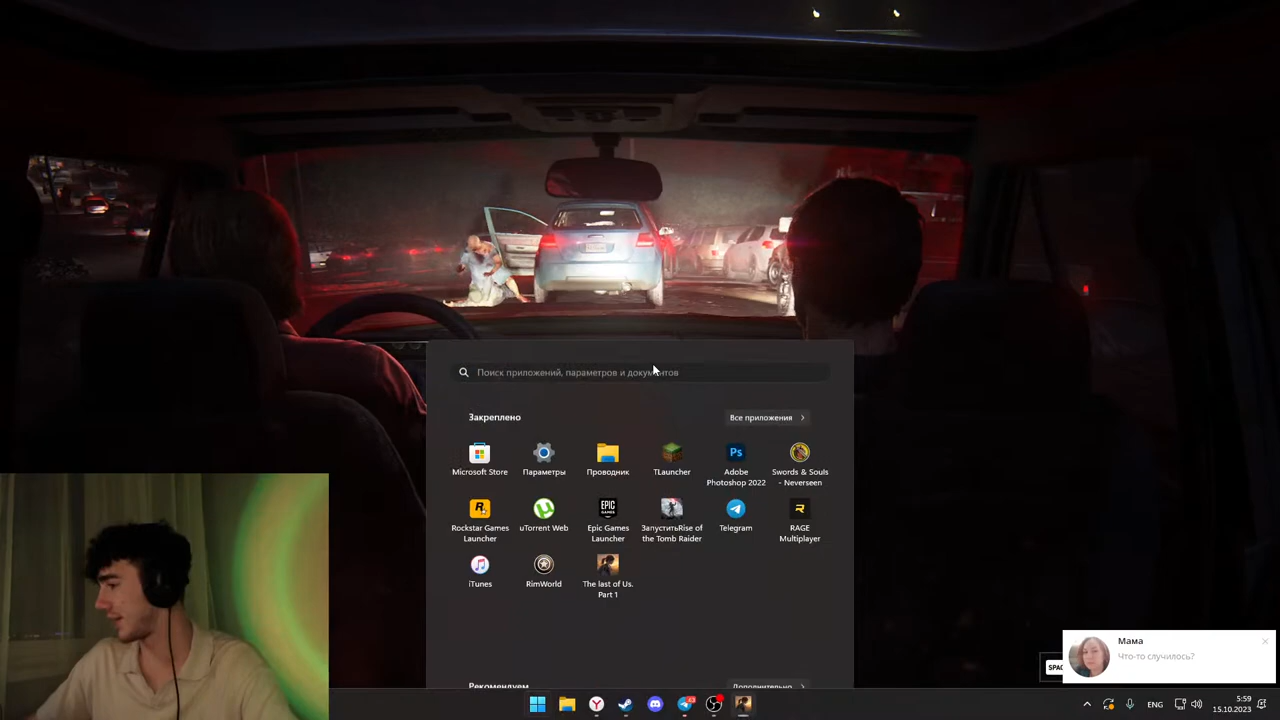 Поиск приложений, параметров и документов
Закреплено
Все приложения
Microsoft Store
Параметры
Проводник
TLauncher
Adobe
Photoshop 2022
Swords & Souls
- Neverseen
Rockstar Games
Launcher
uTorrent Web
Epic Games
Launcher
ЗапуститьRise of
the Tomb Raider
Telegram
RAGE
Multiplayer
iTunes
RimWorld
The last of Us.
Part 1
Мама
Что-то случилось?
SPAC
Рекомендуем
Дополнительно
ENG
5:59
15.10.2023